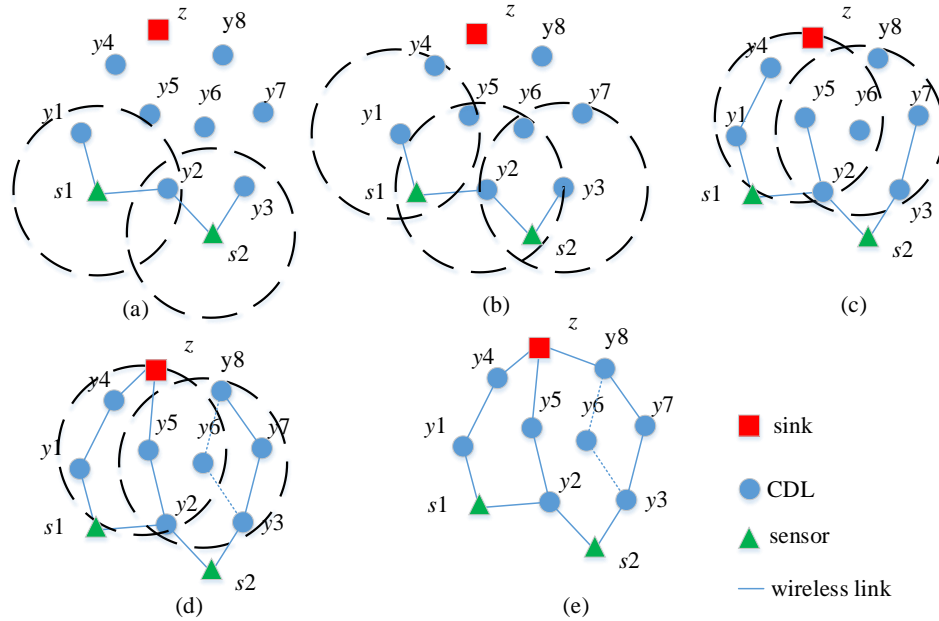 z
y8
y4
y5
y6
y7
y1
y2
s1
y3
s2
(a)
z
y8
y4
y5
y6
y7
y1
y2
y3
s1
s2
(b)
z
y8
y4
y5
y6
y7
y1
y2
s1
y3
s2
(c)
z
y8
y4
y5
y6
y7
y1
y2
s1
y3
s2
(d)
z
y8
y4
y5
y6
y7
y1
y2
s1
y3
s2
(e)
sink
CDL
sensor
wireless link